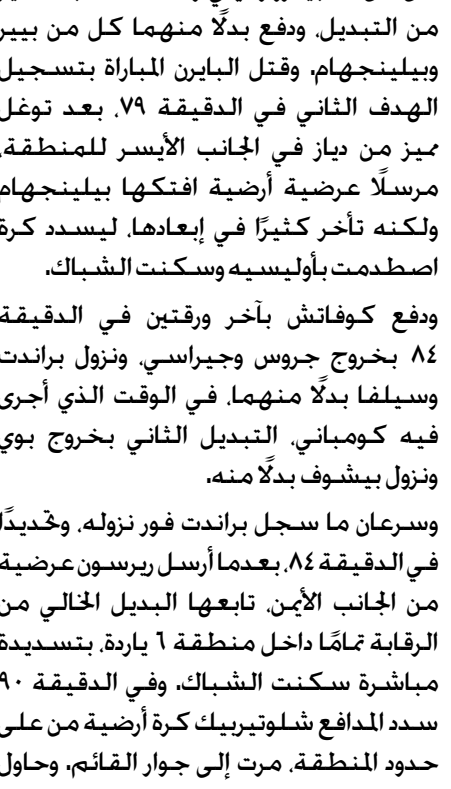 من التبديل، ودفع بدلًا منهما كل من بيير
وبيلينجهام. وقتل البايرن المباراة بتسجيل
الهدف الثاني في الدقيقة ٧٩، بعد توغل
مميز من دياز في الجانب الأيسر للمنطقة،
مرسلًا عرضية أرضية افتكها بيلينجهام
ولكنه تأخر كثيرًا في إبعادها، ليسدد كرة
اصطدمت بأوليسيه وسكنت الشباك.
ودفع كوفاتش بآخر ورقتين في الدقيقة
٨٤ بخروج جروس وجيراسي، ونزول براندت
وسيلفا بدلًا منهما، في الوقت الذي أجرى
فيه كومباني، التبديل الثاني بخروج بوي
ونزول بيشوف بدلًا منه.
وسرعان ما سجل براندت فور نزوله، وتحديدًا
في الدقيقة ٨٤، بعدما أرسل ريرسون عرضية
من الجانب الأيمن، تابعها البديل الخالي من
الرقابة تمامًا داخل منطقة ٦ ياردة، بتسديدة
مباشرة سكنت الشباك. وفي الدقيقة ٩٠
سدد المدافع شلوتيربيك كرة أرضية من على
حدود المنطقة، مرت إلى جوار القائم. وحاول